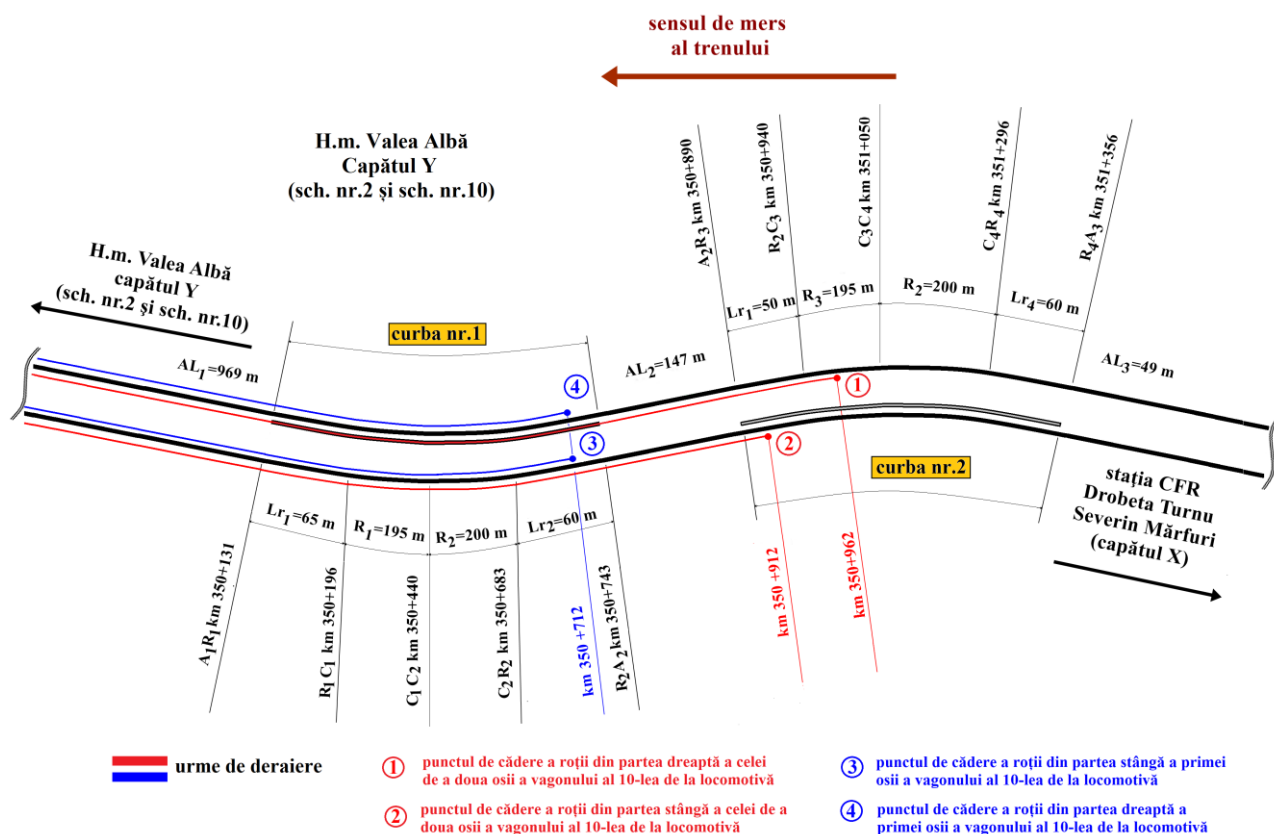 sensul de mers
al trenului
H.m. Valea Albă
Capătul Y
(sch. nr.2 și sch. nr.10)
A2R3 km 350+890
R2C3 km 350+940
C3C4 km 351+050
C4R4 km 351+296
R4A3 km 351+356
H.m. Valea Albă
capătul Y
(sch. nr.2 și sch. nr.10)
Lr1=50 m
R3=195 m
R2=200 m
Lr4=60 m
curba nr.1
AL1=969 m
AL2=147 m
AL3=49 m
4
1
3
2
curba nr.2
stația CFR
Drobeta Turnu
Severin Mărfuri
(capătul X)
Lr1=65 m
R1=195 m
R2=200 m
Lr2=60 m
A1R1 km 350+131
R1C1 km 350+196
C1C2 km 350+440
C2R2 km 350+683
km 350 +712
R2A2 km 350+743
km 350 +912
km 350+962
urme de deraiere
1 punctul de cădere a roții din partea dreaptă a celei
de a doua osii a vagonului al 10-lea de la locomotivă
2 punctul de cădere a roții din partea stângă a celei de a
doua osii a vagonului al 10-lea de la locomotivă
3 punctul de cădere a roții din partea stângă a primei
osii a vagonului al 10-lea de la locomotivă
4 punctul de cădere a roții din partea dreaptă a
primei osii a vagonului al 10-lea de la locomotivă